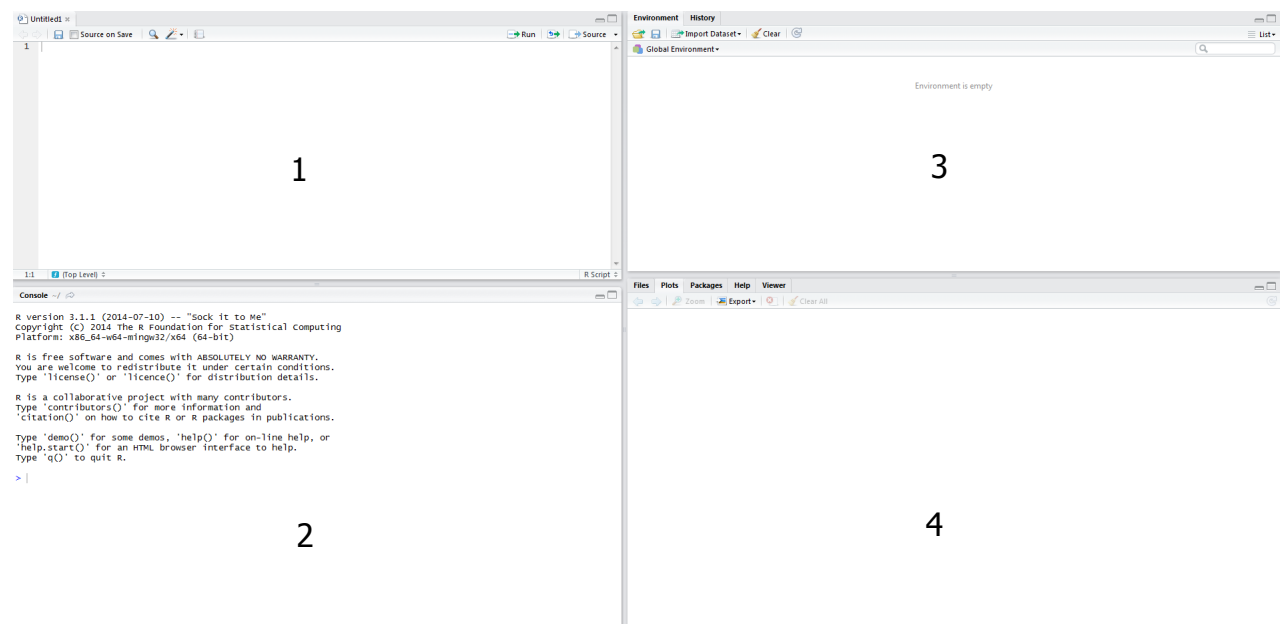 Untitled1
Source on Save
Run
Source
1
1
1:1
(Top Level)
R Script
Console ~/
R version 3.1.1 (2014-07-10) -- "Sock it to Me"
Copyright (C) 2014 The R Foundation for Statistical Computing
Platform: x86_64-w64-mingw32/x64 (64-bit)
R is free software and comes with ABSOLUTELY NO WARRANTY.
You are welcome to redistribute it under certain conditions.
Type 'license()' or 'licence()' for distribution details.
R is a collaborative project with many contributors.
Type 'contributors()' for more information and
'citation()' on how to cite R or R packages in publications.
Type 'demo()' for some demos, 'help()' for on-line help, or
'help.start()' for an HTML browser interface to help.
Type 'q()' to quit R.
>
2
Environment History
Import Dataset Clear
List
Global Environment
Environment is empty
3
Files Plots Packages Help Viewer
Zoom Export Clear All
4